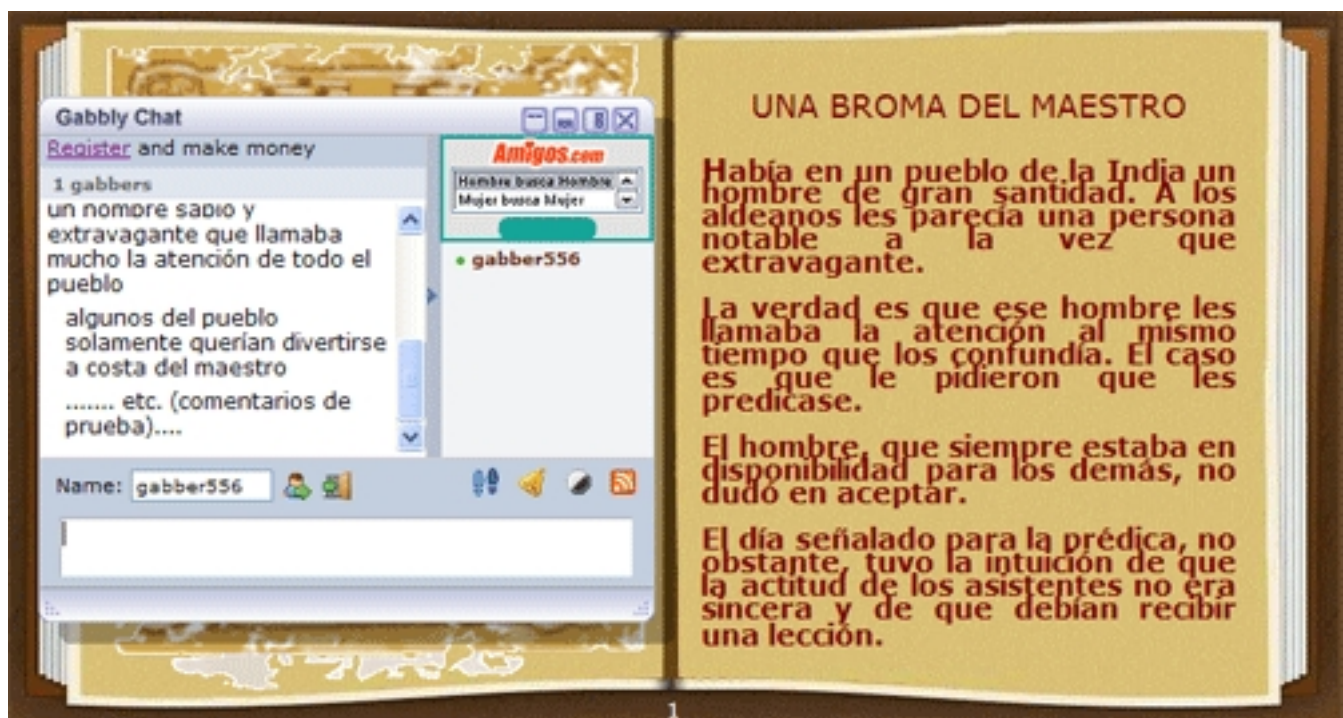 Gabbly Chat
Register and make money
1 gabbers
un hombre sabio y
extravagante que llamaba
mucho la atención de todo el
pueblo
algunos del pueblo
solamente querían divertirse
a costa del maestro
....... etc. (comentarios de
prueba)....
Amigos.com
Hombre busca Hombre
Mujer busca Mujer
gabber556
Name: gabber556
UNA BROMA DEL MAESTRO
Había en un pueblo de la India un
hombre de gran santidad. A los
aldeanos les parecía una persona
notable a la vez que
extravagante.
La verdad es que ese hombre les
llamaba la atención al mismo
tiempo que los confundía. El caso
es que le pidieron que les
predicase.
El hombre, que siempre estaba en
disponibilidad para los demás, no
dudó en aceptar.
El día señalado para la prédica, no
obstante, tuvo la intuición de que
la actitud de los asistentes no era
sincera y de que debían recibir
una lección.
1